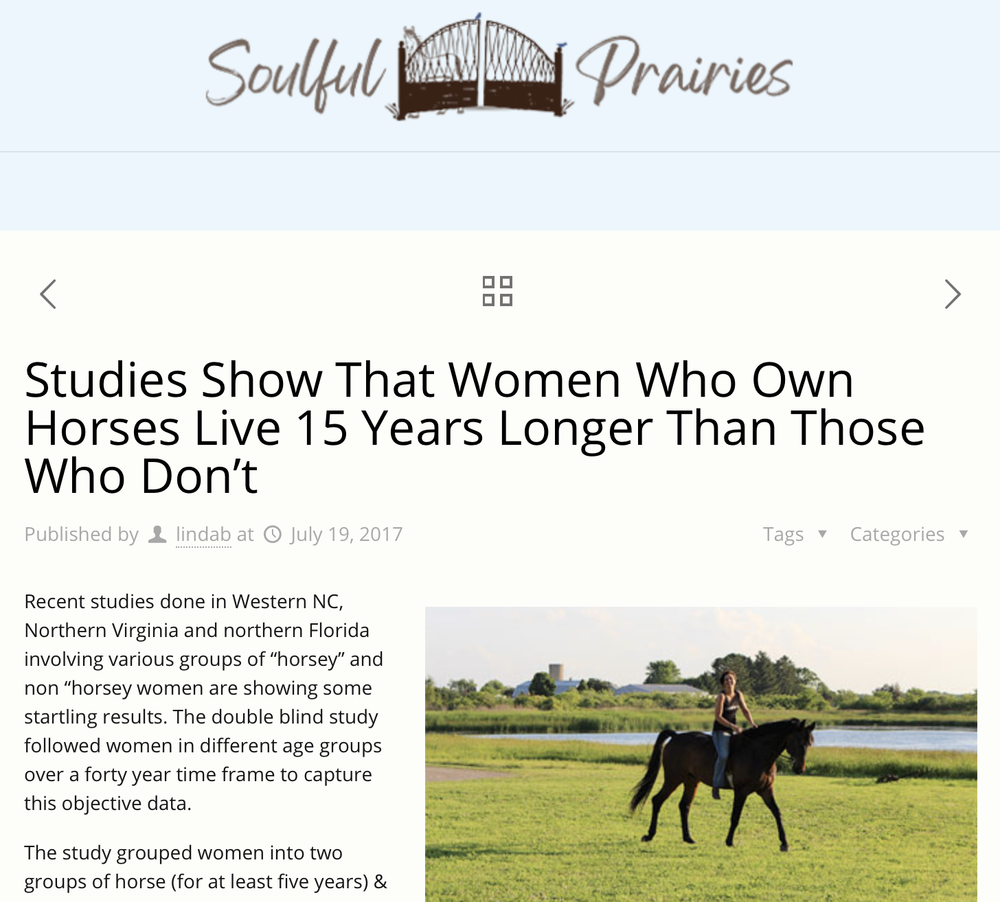 Soulful Prairies
Studies Show That Women Who Own
Horses Live 15 Years Longer Than Those
Who Don’t
Published by lindab at July 19, 2017
Tags Categories
Recent studies done in Western NC,
Northern Virginia and northern Florida
involving various groups of “horsey” and
non “horsey women are showing some
startling results. The double blind study
followed women in different age groups
over a forty year time frame to capture
this objective data.
The study grouped women into two
groups of horse (for at least five years) &